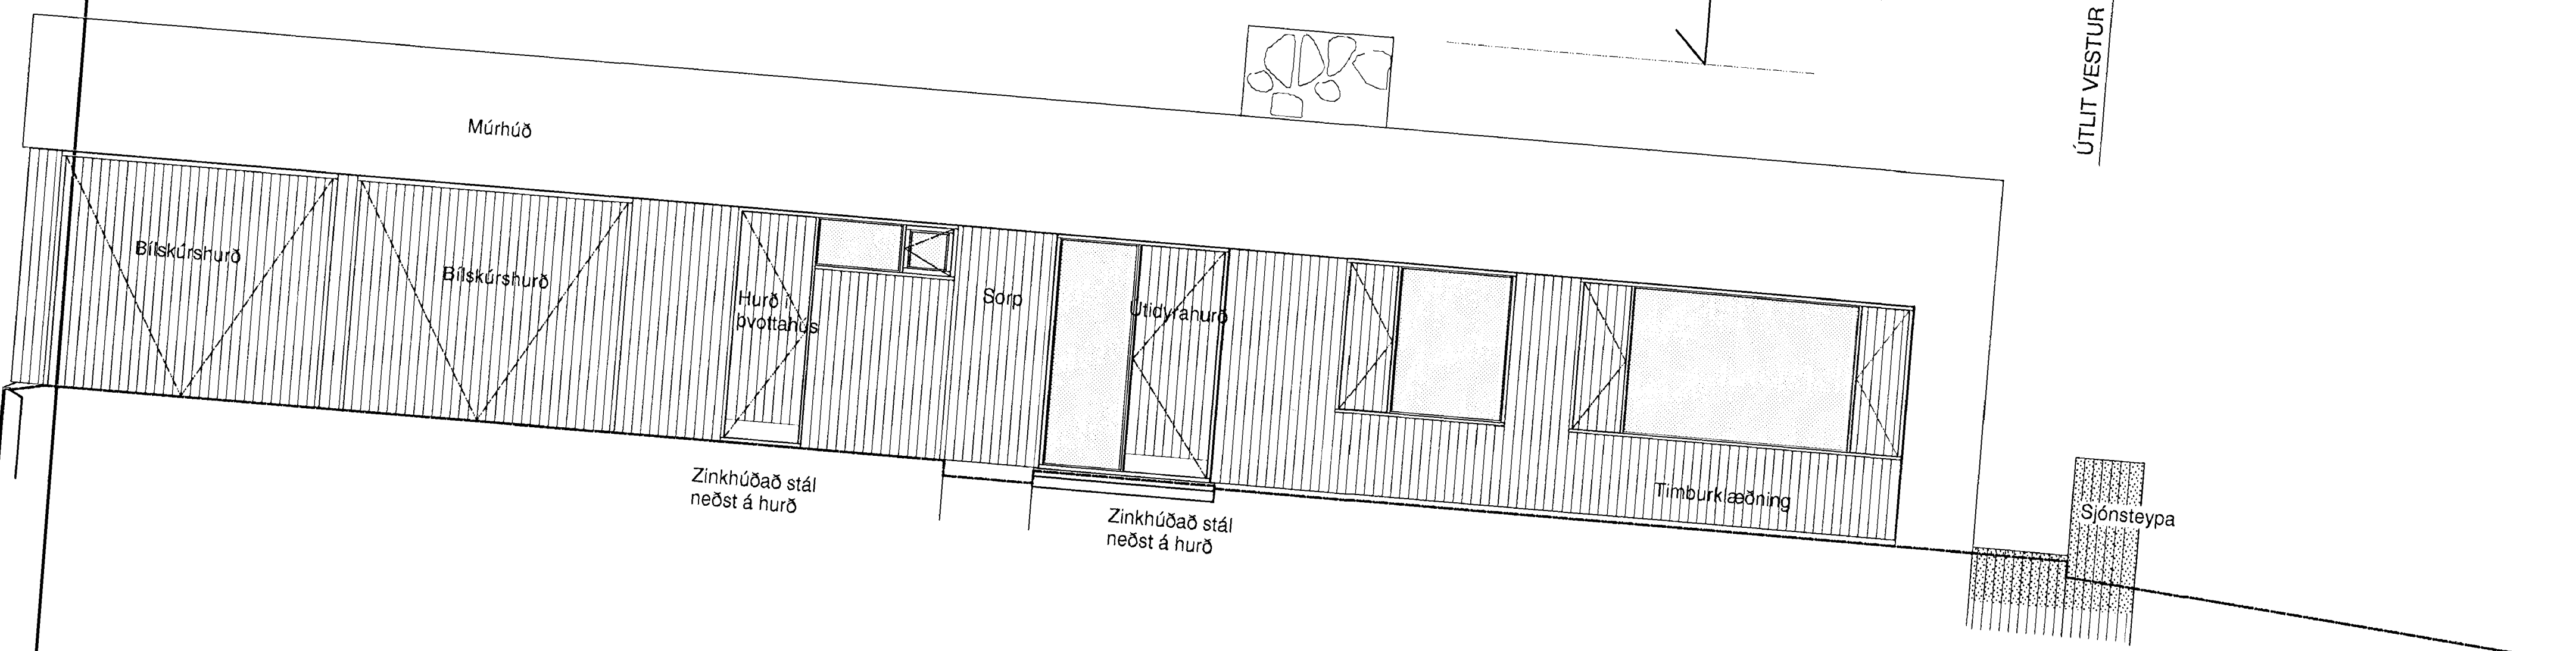 ÚTLIT VESTUR
Múrhúð
Bílskúrshurð
Bílskúrshurð
Hurð í
þvottahús
Sorp
Útidyrahurð
Zinkhúðað stál
neðst á hurð
Zinkhúðað stál
neðst á hurð
Timburklæðning
Sjónsteypa